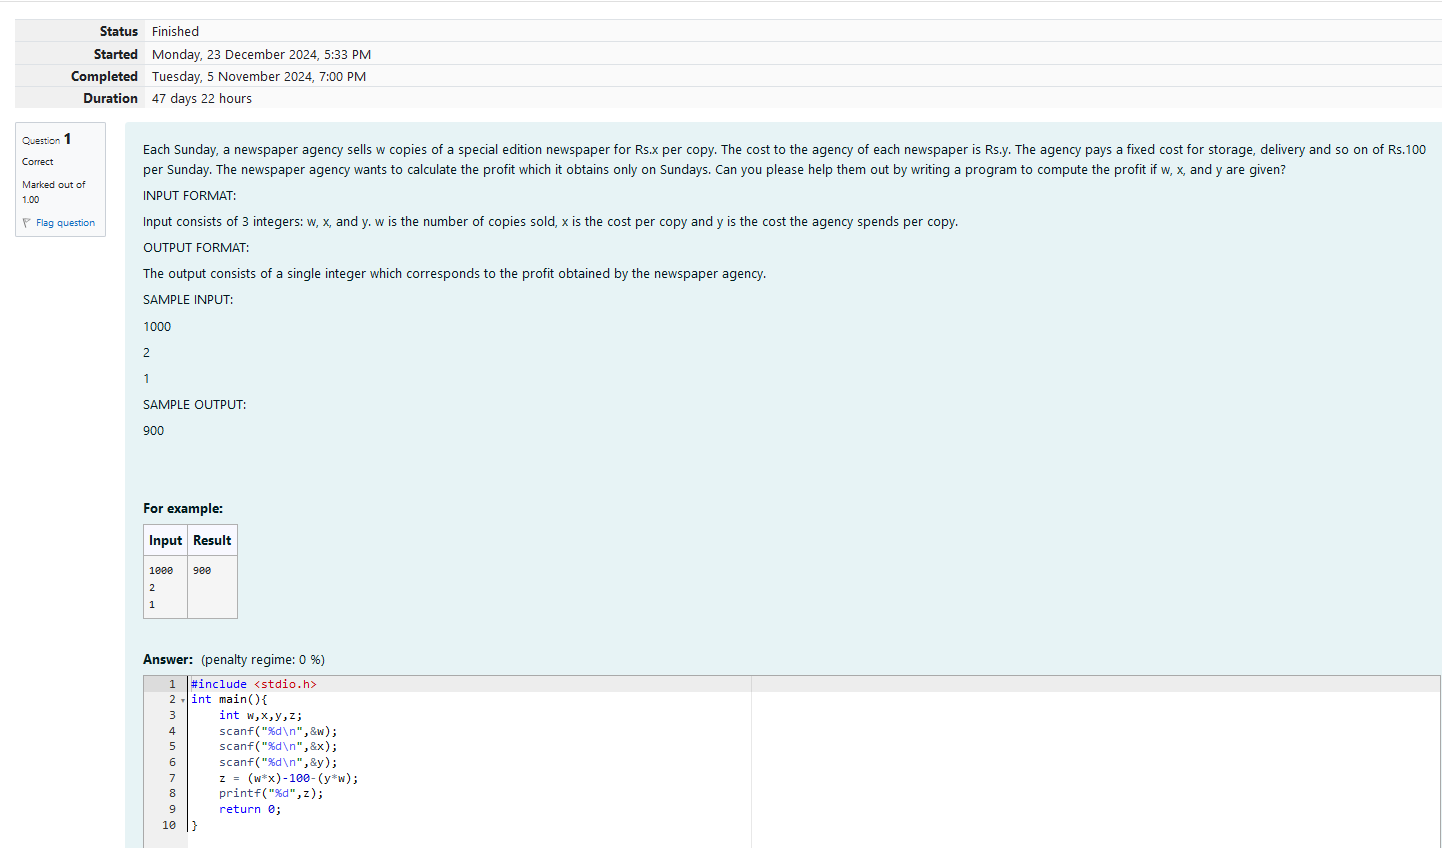 Status Finished
Started Monday, 23 December 2024, 5:33 PM
Completed Tuesday, 5 November 2024, 7:00 PM
Duration 47 days 22 hours
Question 1
Correct
Marked out of
1.00
Flag question
Each Sunday, a newspaper agency sells w copies of a special edition newspaper for Rs.x per copy. The cost to the agency of each newspaper is Rs.y. The agency pays a fixed cost for storage, delivery and so on of Rs.100
per Sunday. The newspaper agency wants to calculate the profit which it obtains only on Sundays. Can you please help them out by writing a program to compute the profit if w, x, and y are given?
INPUT FORMAT:
Input consists of 3 integers: w, x, and y. w is the number of copies sold, x is the cost per copy and y is the cost the agency spends per copy.
OUTPUT FORMAT:
The output consists of a single integer which corresponds to the profit obtained by the newspaper agency.
SAMPLE INPUT:
1000
2
1
SAMPLE OUTPUT:
900
For example:
Input Result
1000 900
2
1
Answer: (penalty regime: 0 %)
1 #include <stdio.h>
2 int main(){
3     int w,x,y,z;
4     scanf("%d\n",&w);
5     scanf("%d\n",&x);
6     scanf("%d\n",&y);
7     z = (w*x)-100-(y*w);
8     printf("%d",z);
9     return 0;
10 }